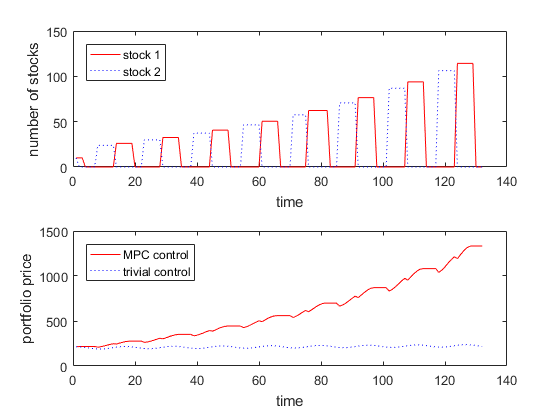 150
100
50
0
number of stocks
stock 1
stock 2
0 20 40 60 80 100 120 140
time
1500
1000
500
0
portfolio price
MPC control
trivial control
0 20 40 60 80 100 120 140
time